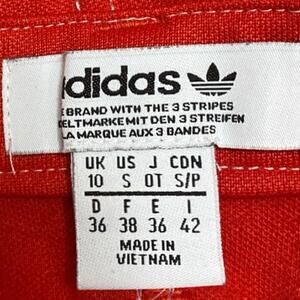 adidas
BRAND WITH THE 3 STRIPES
MIT DEN 3 STREIFEN
LA MARQUE AUX 3 BANDES
UK US J CDN
10 S OT S/P
D F E I
36 38 36 42
MADE IN
VIETNAM